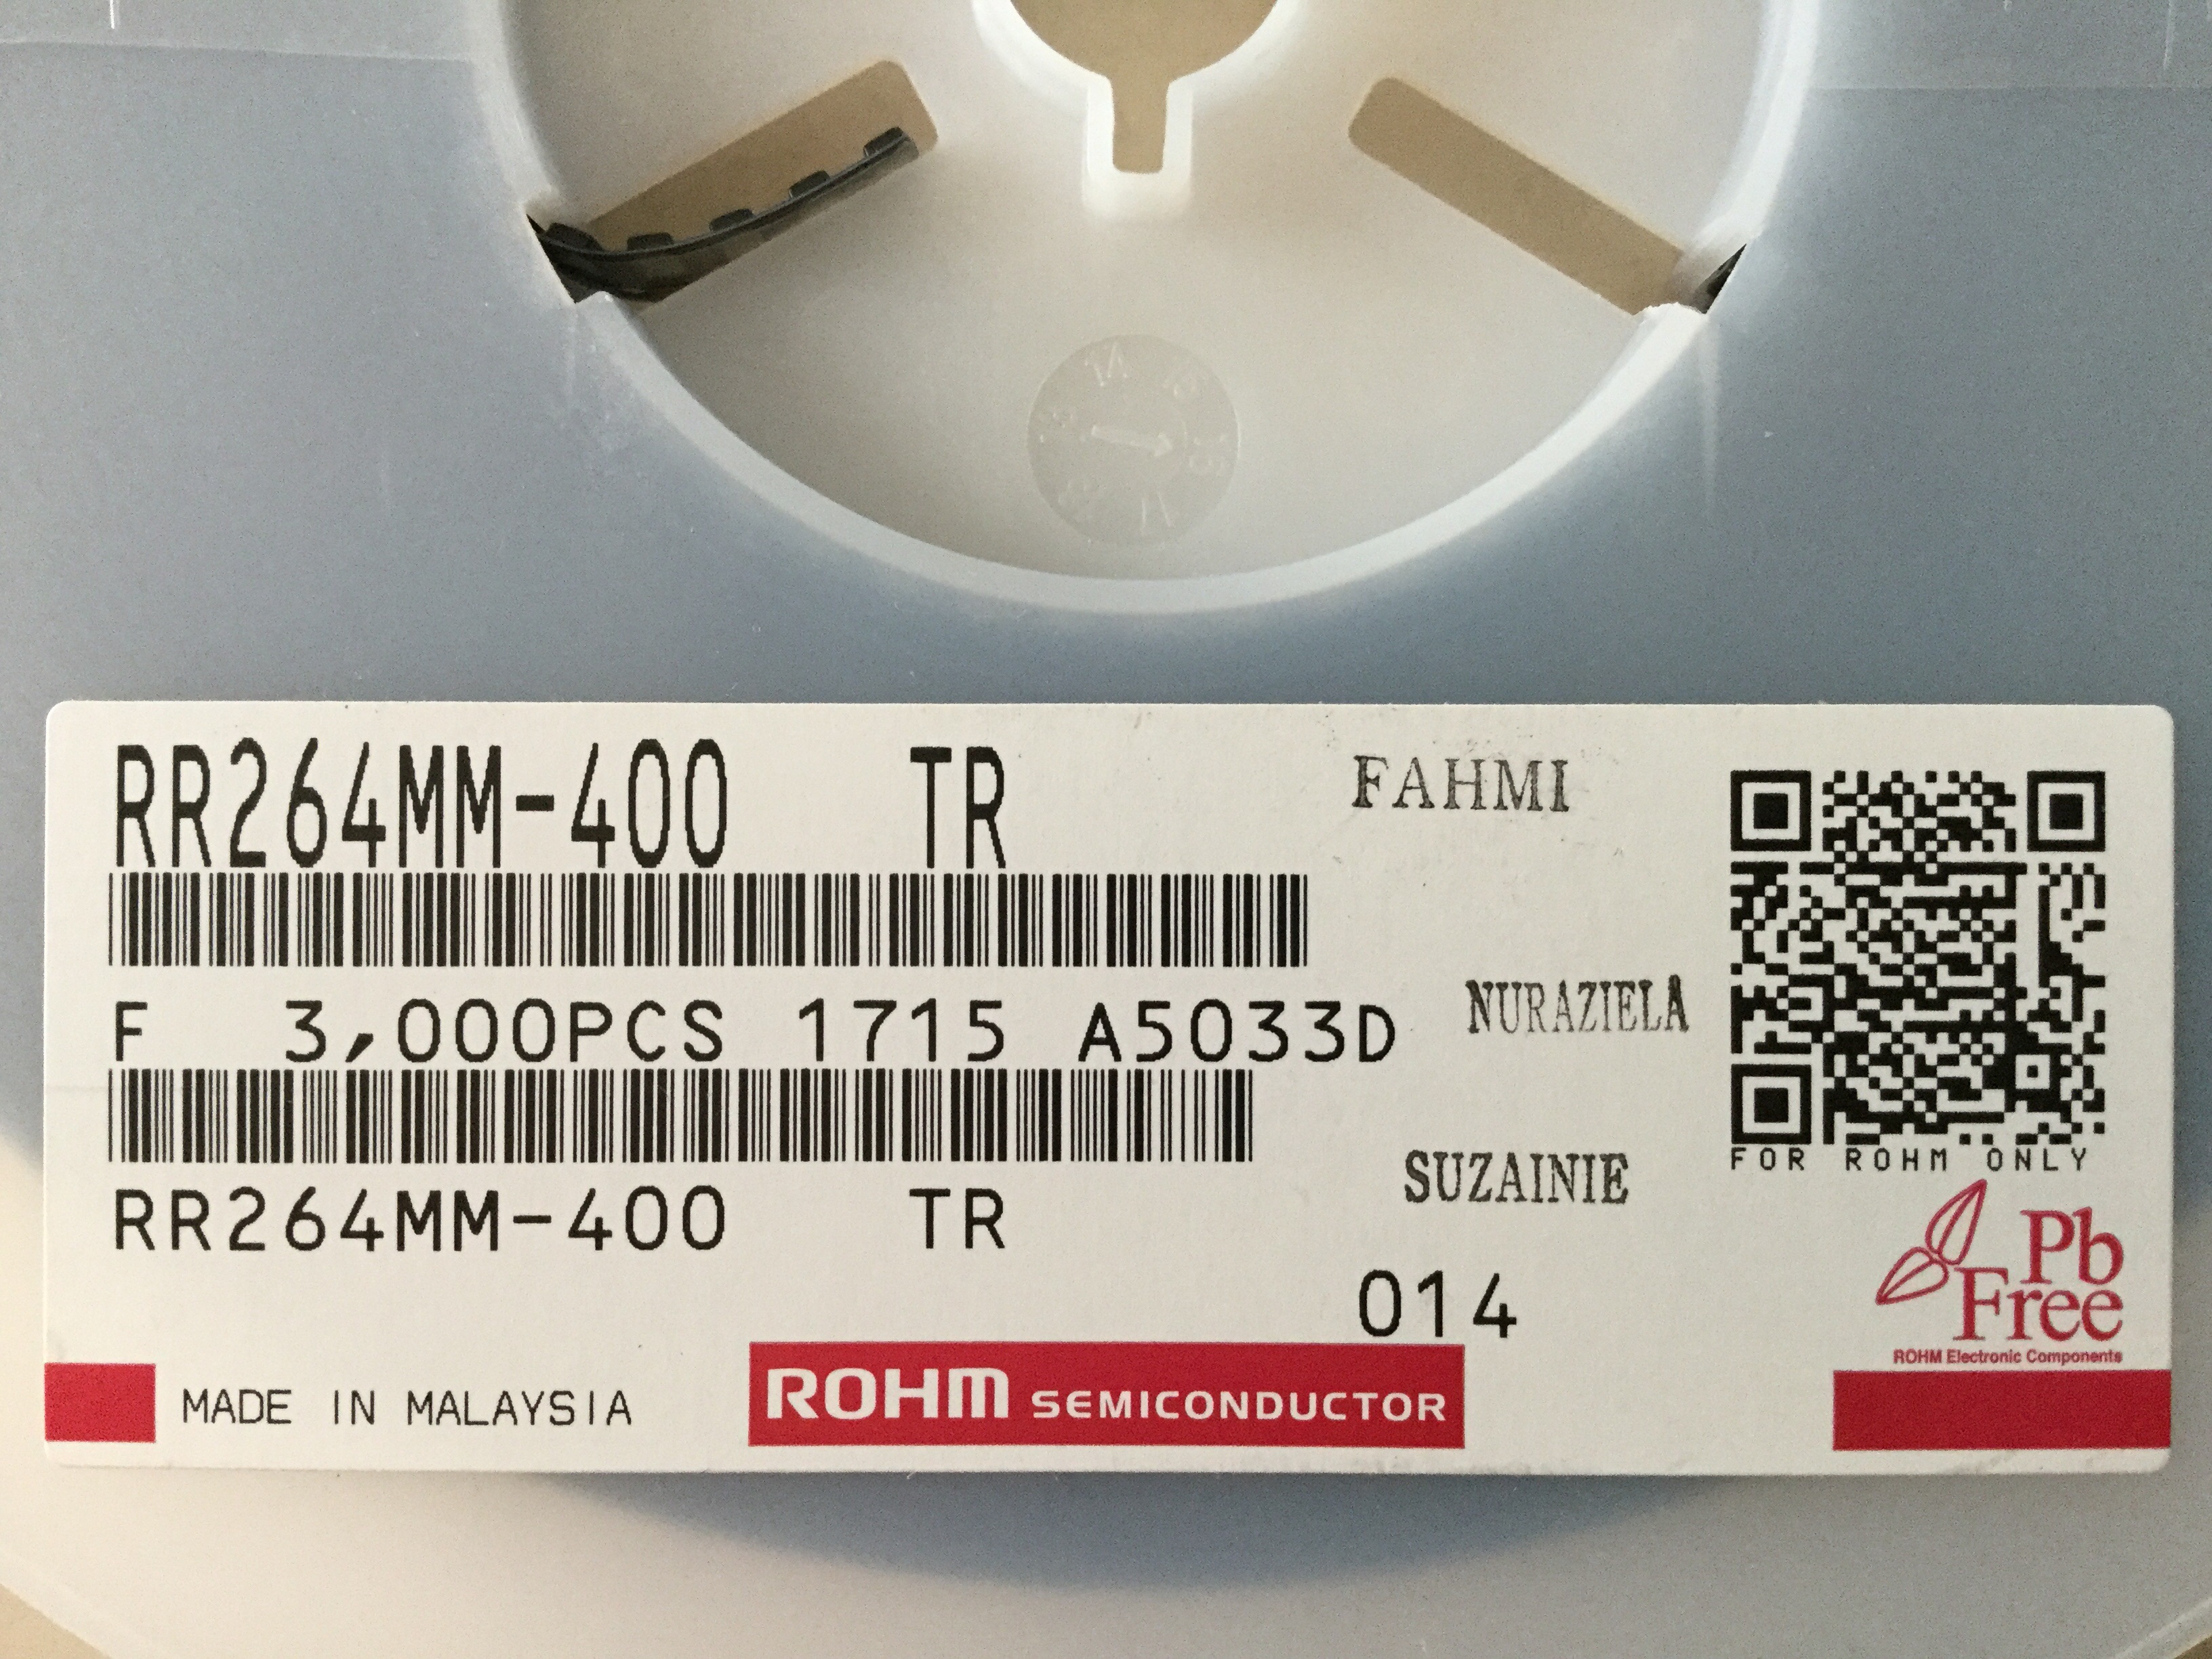 RR264MM-400 TR
FAHMI
F 3,000PCS 1715 A5033D
NURAZIELA
FOR ROHM ONLY
SUZAINIE
RR264MM-400 TR
Pb
Free
ROHM Electronic Components
014
MADE IN MALAYSIA
ROHM SEMICONDUCTOR